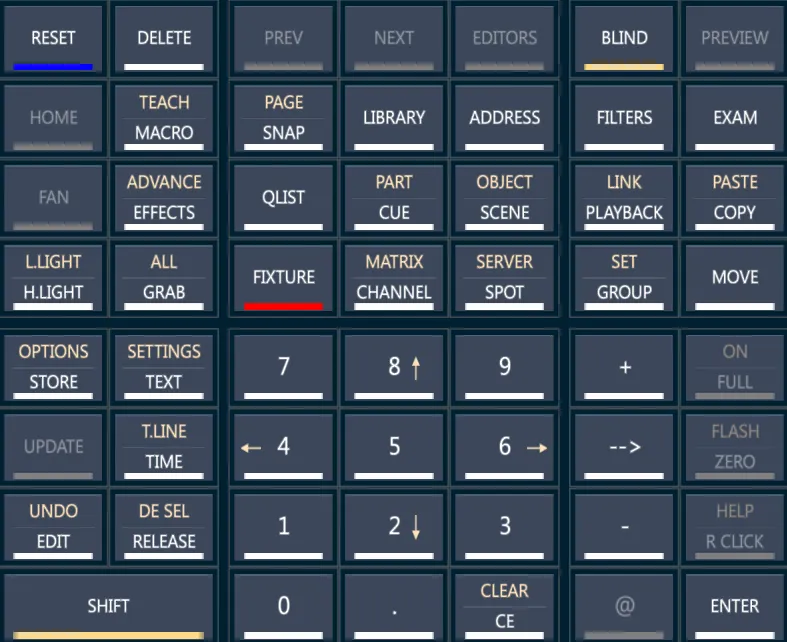 RESET DELETE PREV NEXT EDITORS BLIND PREVIEW
TEACH PAGE
HOME MACRO SNAP LIBRARY ADDRESS FILTERS EXAM
ADVANCE PART OBJECT LINK PASTE
FAN EFFECTS QLIST CUE SCENE PLAYBACK COPY
L.LIGHT ALL MATRIX SERVER SET
H.LIGHT GRAB FIXTURE CHANNEL SPOT GROUP MOVE
OPTIONS SETTINGS ON
STORE TEXT 7 8 ↑ 9 + FULL
T.LINE FLASH
UPDATE TIME ← 4 5 6 → --> ZERO
UNDO DE SEL HELP
EDIT RELEASE 1 2 ↓ 3 - R CLICK
CLEAR
SHIFT 0 . CE @ ENTER